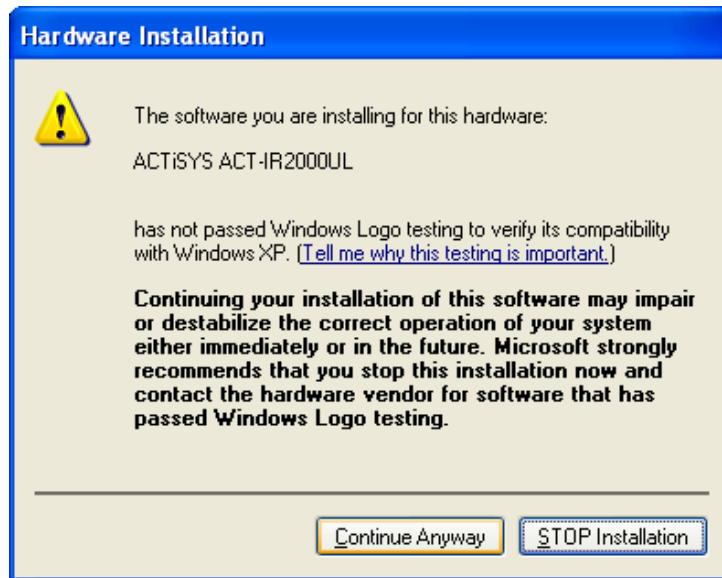 Hardware Installation
The software you are installing for this hardware:
ACTiSYS ACT-IR2000UL
has not passed Windows Logo testing to verify its compatibility
with Windows XP. (Tell me why this testing is important.)
Continuing your installation of this software may impair
or destabilize the correct operation of your system
either immediately or in the future. Microsoft strongly
recommends that you stop this installation now and
contact the hardware vendor for software that has
passed Windows Logo testing.
Continue Anyway
STOP Installation